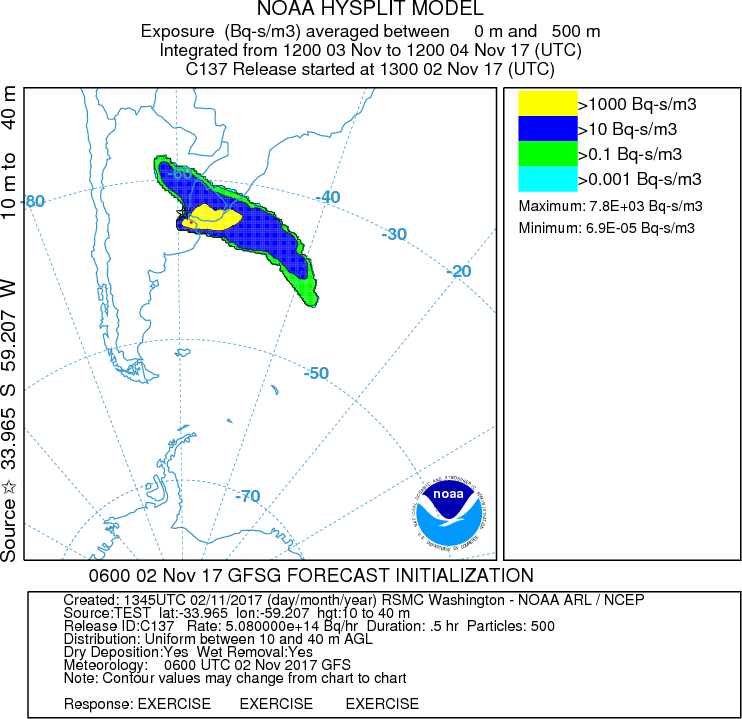 NOAA HYSPLIT MODEL
Exposure (Bq-s/m3) averaged between 0 m and 500 m
Integrated from 1200 03 Nov to 1200 04 Nov 17 (UTC)
C137 Release started at 1300 02 Nov 17 (UTC)
Source ☆ 33.965 S 59.207 W 10 m to 40 m
-80
-60
-40
-30
-20
-50
-70
noaa
>1000 Bq-s/m3
>10 Bq-s/m3
>0.1 Bq-s/m3
>0.001 Bq-s/m3
Maximum: 7.8E+03 Bq-s/m3
Minimum: 6.9E-05 Bq-s/m3
0600 02 Nov 17 GFSG FORECAST INITIALIZATION
Created: 1345UTC 02/11/2017 (day/month/year) RSMC Washington - NOAA ARL / NCEP
Source:TEST lat:-33.965 lon:-59.207 hgt:10 to 40 m
Release ID:C137 Rate: 5.080000e+14 Bq/hr Duration: .5 hr Particles: 500
Distribution: Uniform between 10 and 40 m AGL
Dry Deposition:Yes Wet Removal:Yes
Meteorology: 0600 UTC 02 Nov 2017 GFS
Note: Contour values may change from chart to chart
Response: EXERCISE EXERCISE EXERCISE